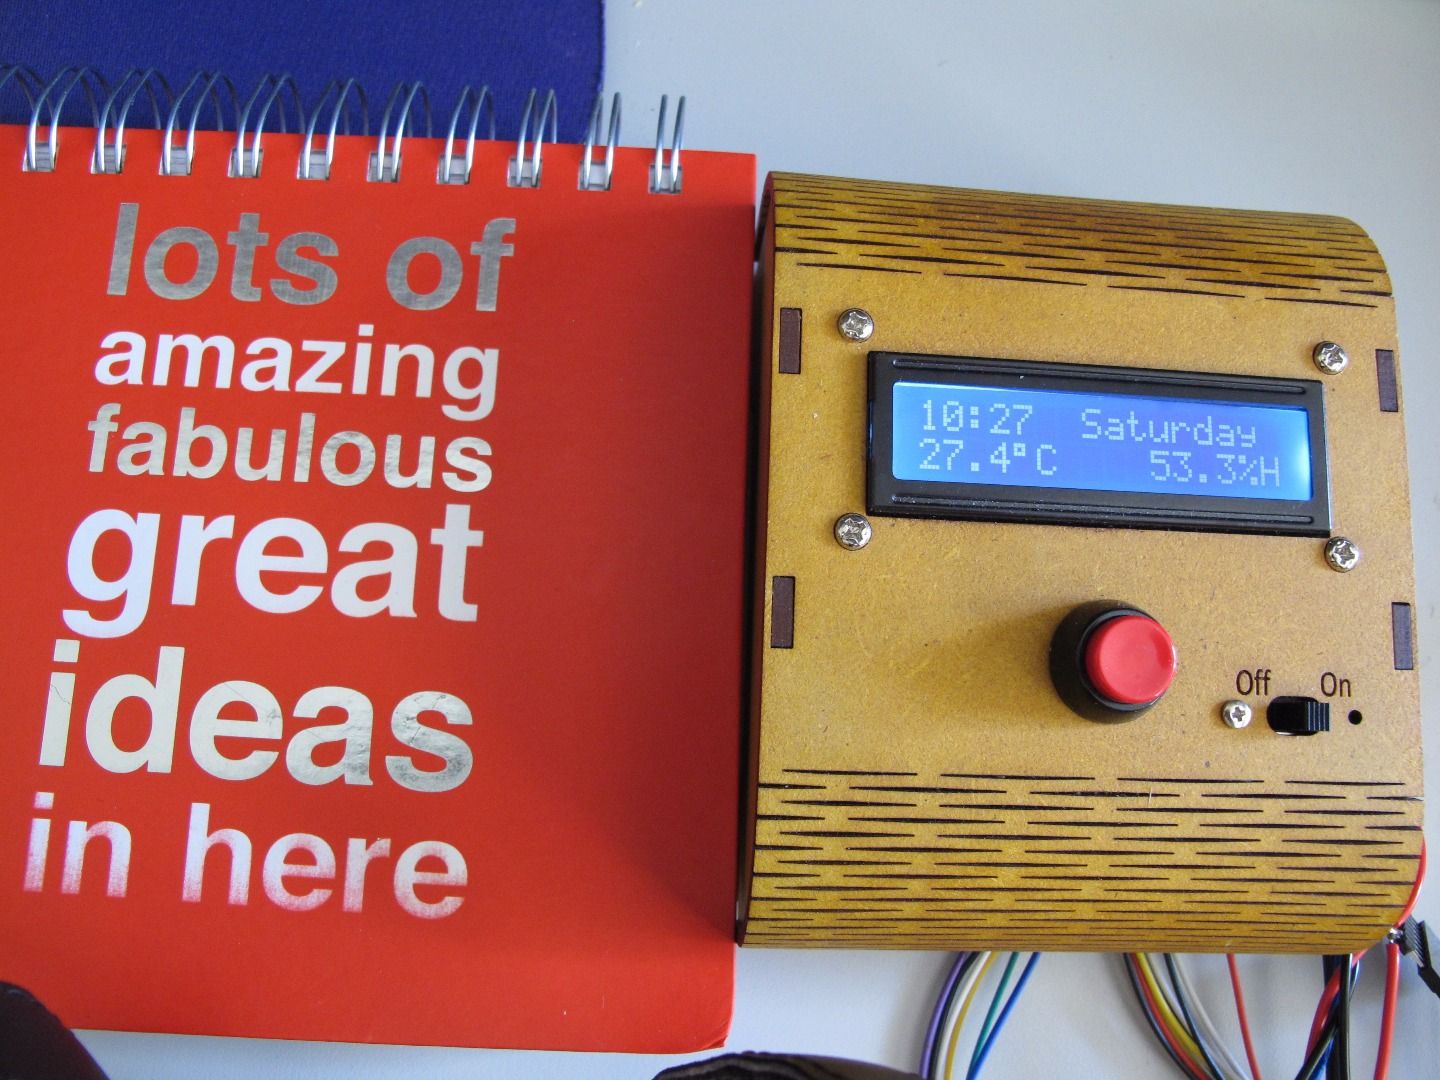 lots of
amazing
fabulous
great
ideas
in here
10:27 Saturday
27.4°C 53.3%H
Off On